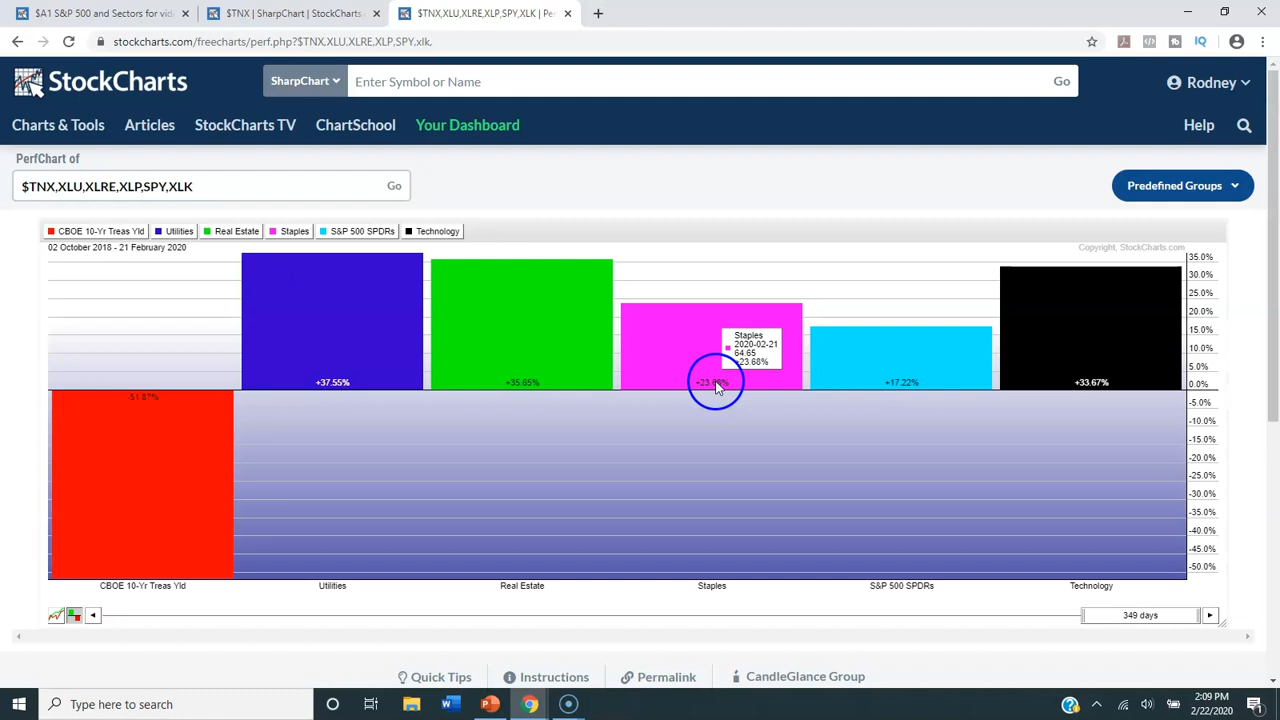 $A1 S&P 500 and Sectors for vid
$TNX | SharpChart | StockCharts.
$TNX,XLU,XLRE,XLP,SPY,XLK | Pe
stockcharts.com/freecharts/perf.php?$TNX,XLU,XLRE,XLP,SPY,xlk.
IQ
StockCharts
SharpChart
Enter Symbol or Name
Go
Rodney
Charts & Tools
Articles
StockCharts TV
ChartSchool
Your Dashboard
Help
PerfChart of
$TNX,XLU,XLRE,XLP,SPY,XLK
Go
Predefined Groups
CBOE 10-Yr Treas Yld
Utilities
Real Estate
Staples
S&P 500 SPDRs
Technology
02 October 2018 - 21 February 2020
Copyright, StockCharts.com
35.0%
30.0%
25.0%
20.0%
15.0%
10.0%
5.0%
0.0%
-5.0%
-10.0%
-15.0%
-20.0%
-25.0%
-30.0%
-35.0%
-40.0%
-45.0%
-50.0%
Staples
2020-02-21
64.65
+23.68%
-51.87%
+37.55%
+35.65%
+17.22%
+33.67%
CBOE 10-Yr Treas Yld
Utilities
Real Estate
Staples
S&P 500 SPDRs
Technology
349 days
Quick Tips
Instructions
Permalink
CandleGlance Group
Type here to search
2:09 PM
2/22/2020